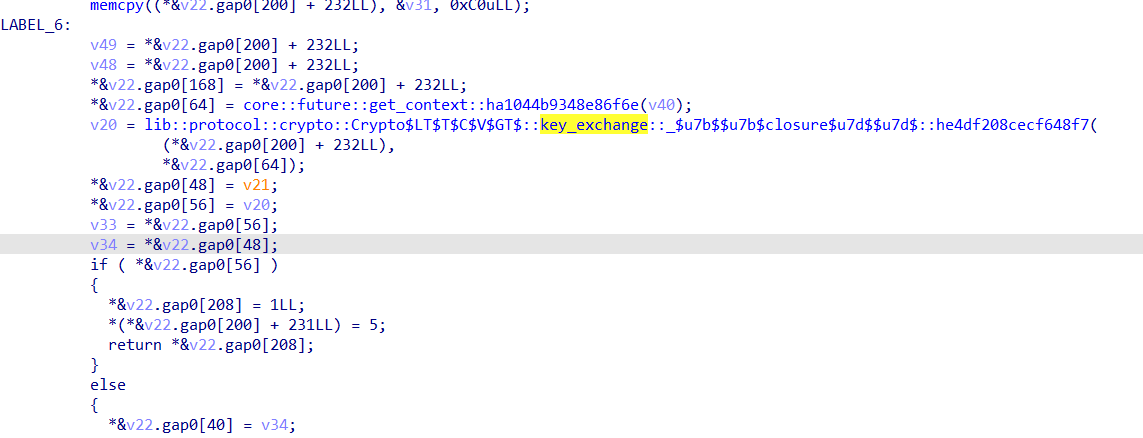 memcpy((*&v22.gap0[200] + 232LL), &v31, 0xC0uLL);
LABEL_6:
v49 = *&v22.gap0[200] + 232LL;
v48 = *&v22.gap0[200] + 232LL;
*&v22.gap0[168] = *&v22.gap0[200] + 232LL;
*&v22.gap0[64] = core::future::get_context::ha1044b9348e86f6e(v40);
v20 = lib::protocol::crypto::Crypto$LT$T$C$V$GT$::key_exchange::_$u7b$$u7b$closure$u7d$$u7d$::he4df208cecf648f7(
(*&v22.gap0[200] + 232LL),
*&v22.gap0[64]);
*&v22.gap0[48] = v21;
*&v22.gap0[56] = v20;
v33 = *&v22.gap0[56];
v34 = *&v22.gap0[48];
if ( *&v22.gap0[56] )
{
*&v22.gap0[208] = 1LL;
*(*&v22.gap0[200] + 231LL) = 5;
return *&v22.gap0[208];
}
else
{
*&v22.gap0[40] = v34;